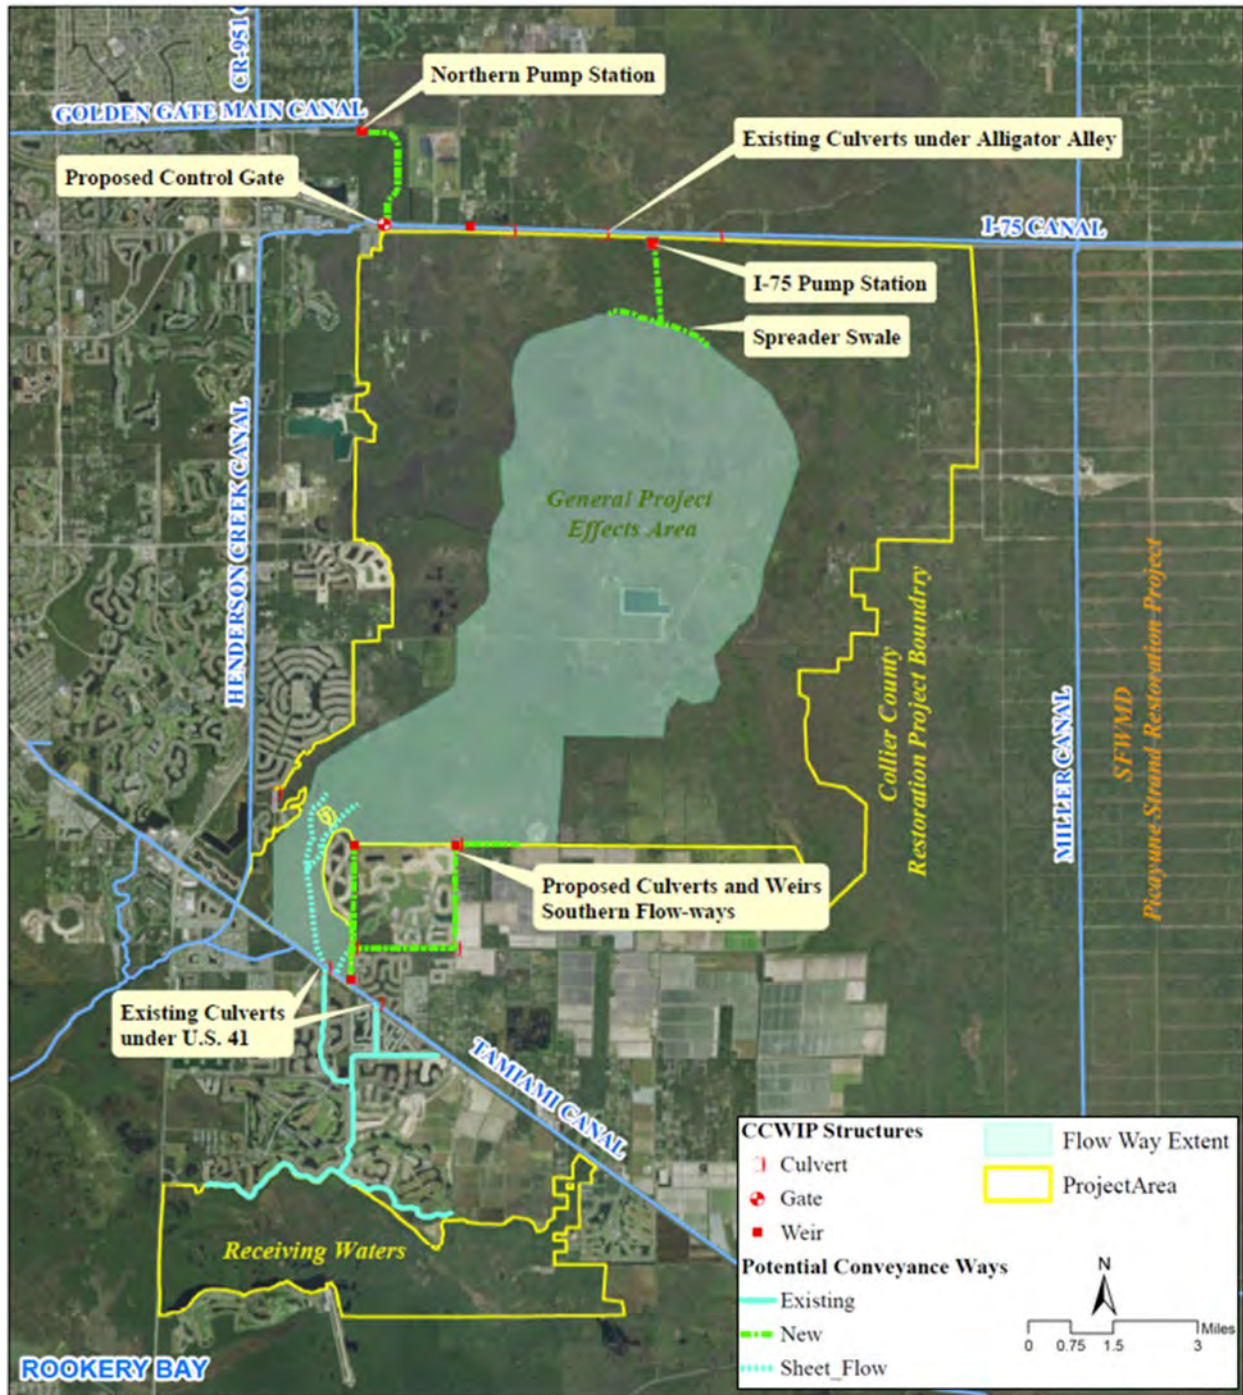 CR-951 C
Northern Pump Station
GOLDEN GATE MAIN CANAL
Existing Culverts under Alligator Alley
Proposed Control Gate
I-75 CANAL
I-75 Pump Station
Spreader Swale
HENDERSON CREEK CANAL
General Project
Effects Area
Collier County
Restoration Project Boundry
MILLER CANAL
SFWMD
Picayune Strand Restoration Project
Proposed Culverts and Weirs
Southern Flow-ways
Existing Culverts
under U.S. 41
TAMIAMI CANAL
Receiving Waters
ROOKERY BAY
CCWIP Structures
Culvert
Gate
Weir
Potential Conveyance Ways
Existing
New
Sheet_Flow
Flow Way Extent
ProjectArea
N
Miles
0 0.75 1.5 3